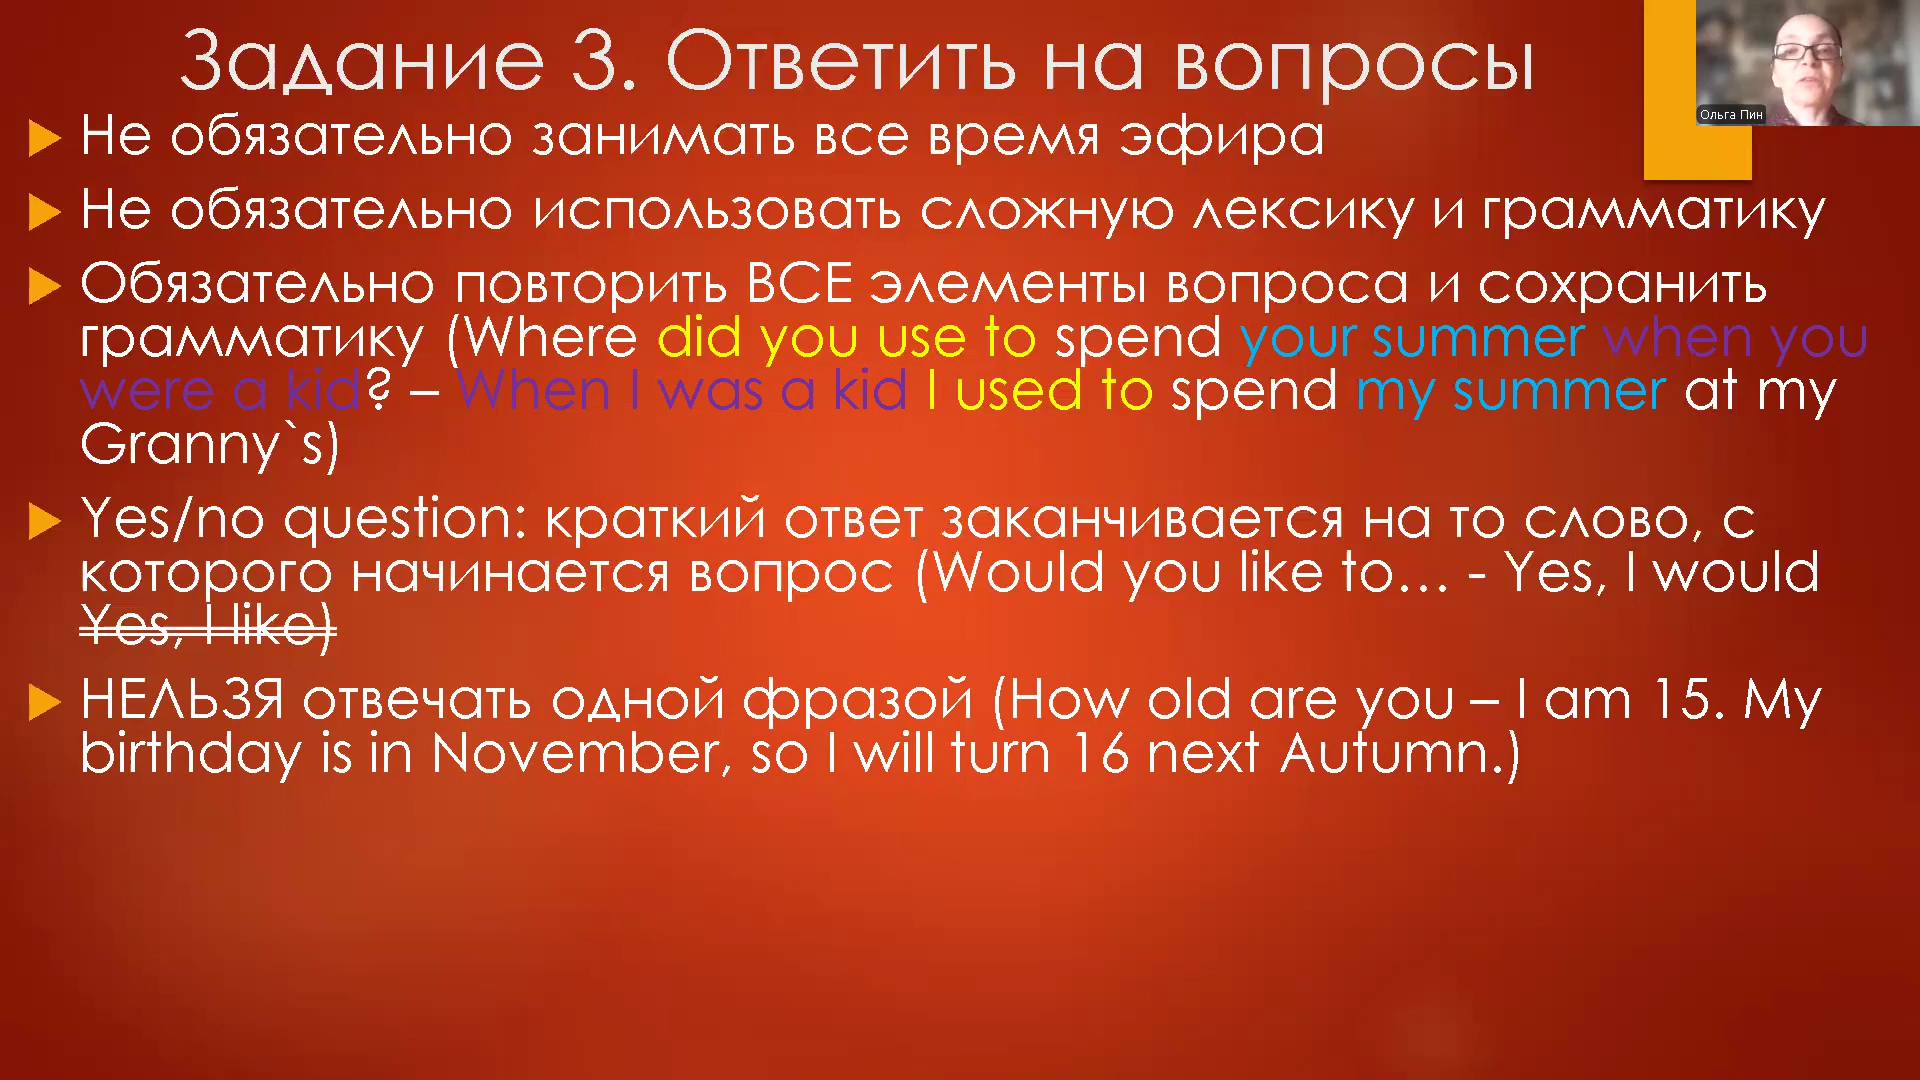 Задание 3. Ответить на вопросы
Ольга Пин
Не обязательно занимать все время эфира
Не обязательно использовать сложную лексику и грамматику
Обязательно повторить ВСЕ элементы вопроса и сохранить
грамматику (Where did you use to spend your summer when you
were a kid? – When I was a kid I used to spend my summer at my
Granny`s)
Yes/no question: краткий ответ заканчивается на то слово, с
которого начинается вопрос (Would you like to… - Yes, I would
Yes, I like)
НЕЛЬЗЯ отвечать одной фразой (How old are you – I am 15. My
birthday is in November, so I will turn 16 next Autumn.)